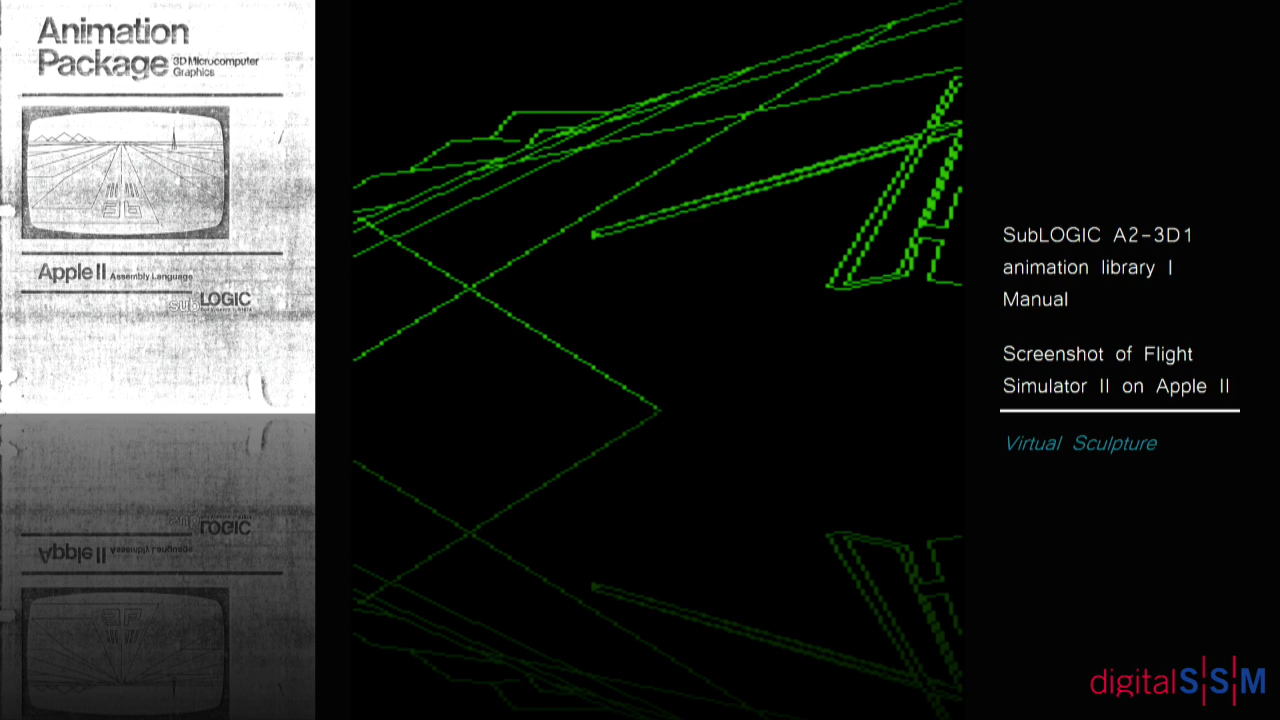 Animation
Package 3D Microcomputer
Graphics
Apple II Assembly Language
subLOGIC
SubLOGIC A2-3D1
animation library |
Manual
Screenshot of Flight
Simulator II on Apple II
Virtual Sculpture
digitalS|S|M